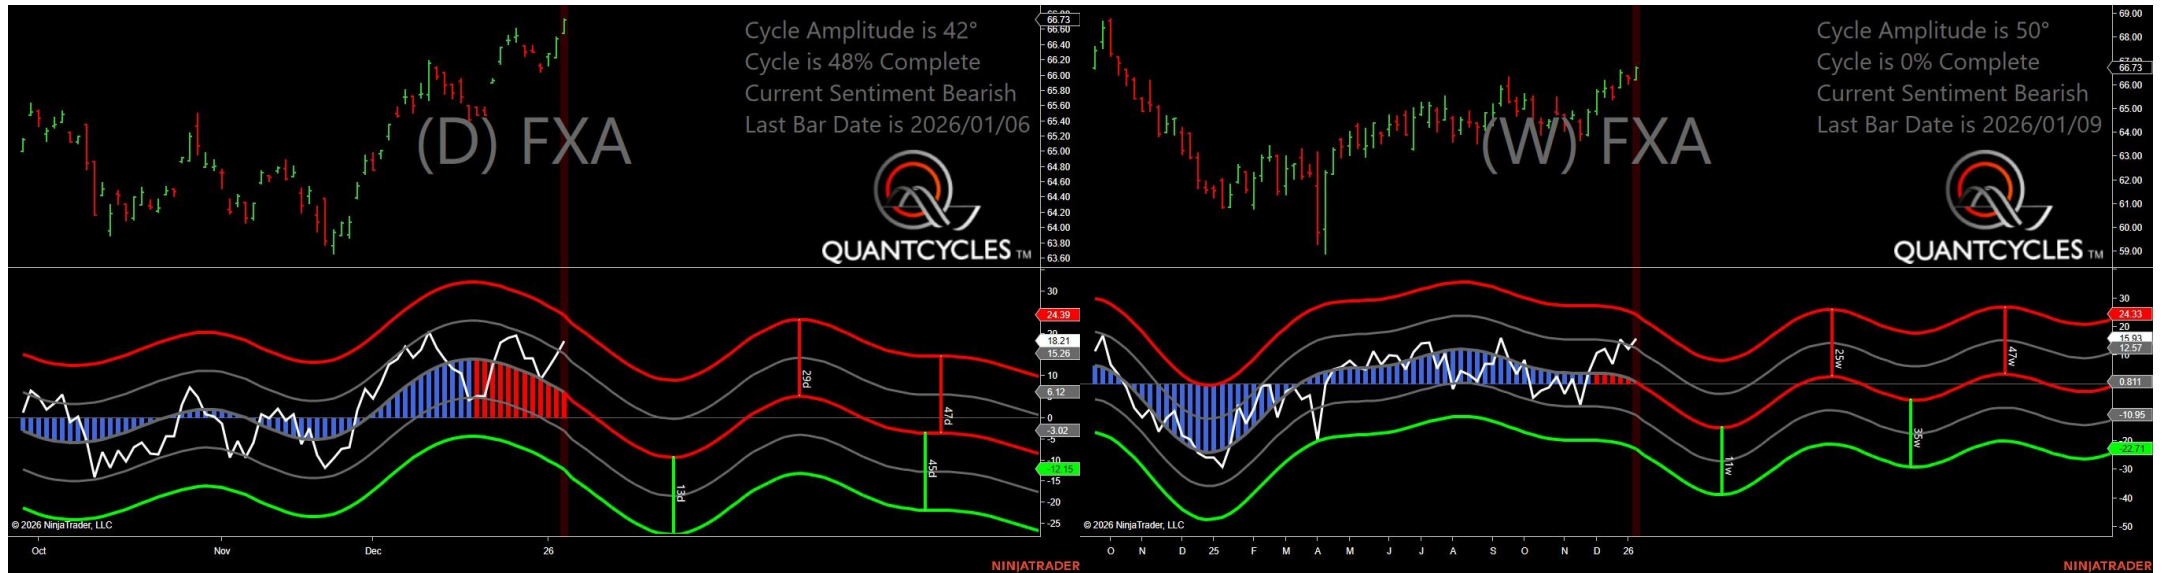 Cycle Amplitude is 42°
Cycle is 48% Complete
Current Sentiment Bearish
Last Bar Date is 2026/01/06
(D) FXA
QUANTCYCLES TM
66.73
66.60
66.40
66.20
66.00
65.80
65.60
65.40
65.20
65.00
64.80
64.60
64.40
64.20
64.00
63.80
63.60
30
24.39
18.21
15.26
10
6.12
0
-3.02
-5
-10
-12.15
-15
-20
-25
29d
47d
13d
45d
© 2026 NinjaTrader, LLC
Oct Nov Dec 26
NINJATRADER
Cycle Amplitude is 50°
Cycle is 0% Complete
Current Sentiment Bearish
Last Bar Date is 2026/01/09
(W) FXA
QUANTCYCLES TM
69.00
68.00
66.73
66.00
65.00
64.00
63.00
62.00
61.00
60.00
59.00
30
24.33
20
15.93
12.57
0.811
-10.95
-20
-22.71
-30
-40
-50
25w
47w
11w
35w
© 2026 NinjaTrader, LLC
O N D 25 F M A M J J A S O N D 26
NINJATRADER